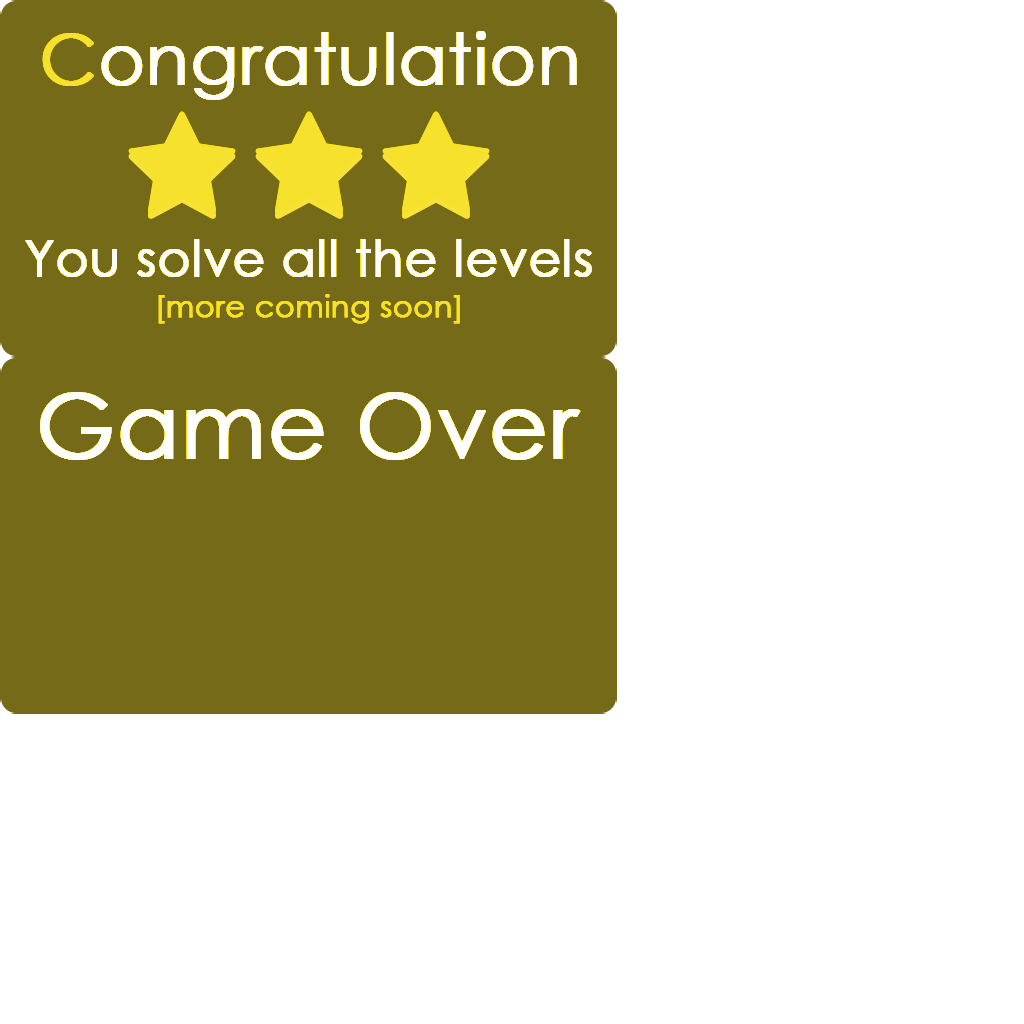 Congratulation
You solve all the levels
[more coming soon]
Game Over